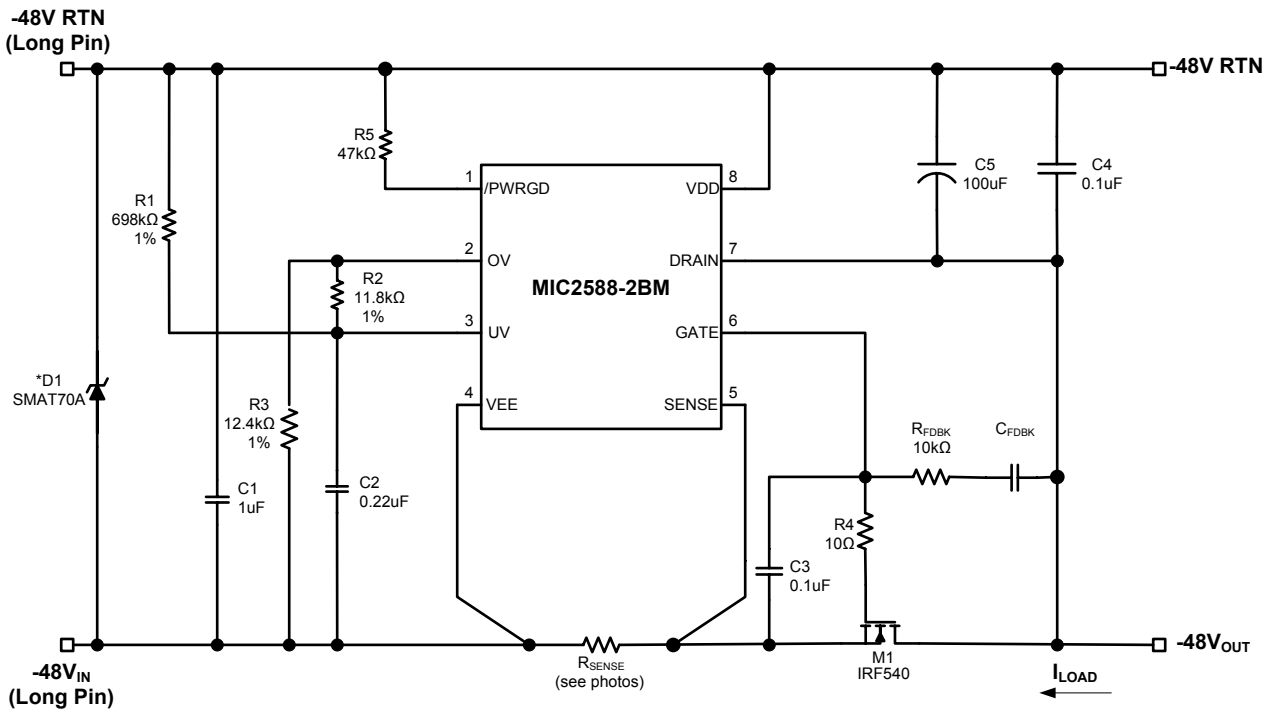 -48V RTN
(Long Pin)
-48V RTN
R5
47kΩ
C5
100uF
C4
0.1uF
1
/PWRGD
8
VDD
R1
698kΩ
1%
2
OV
R2
11.8kΩ
1%
7
DRAIN
MIC2588-2BM
3
UV
6
GATE
*D1
SMAT70A
R3
12.4kΩ
1%
4
VEE
5
SENSE
RFDBK
10kΩ
CFDBK
C1
1uF
C2
0.22uF
R4
10Ω
C3
0.1uF
-48VIN
(Long Pin)
RSENSE
(see photos)
M1
IRF540
-48VOUT
ILOAD